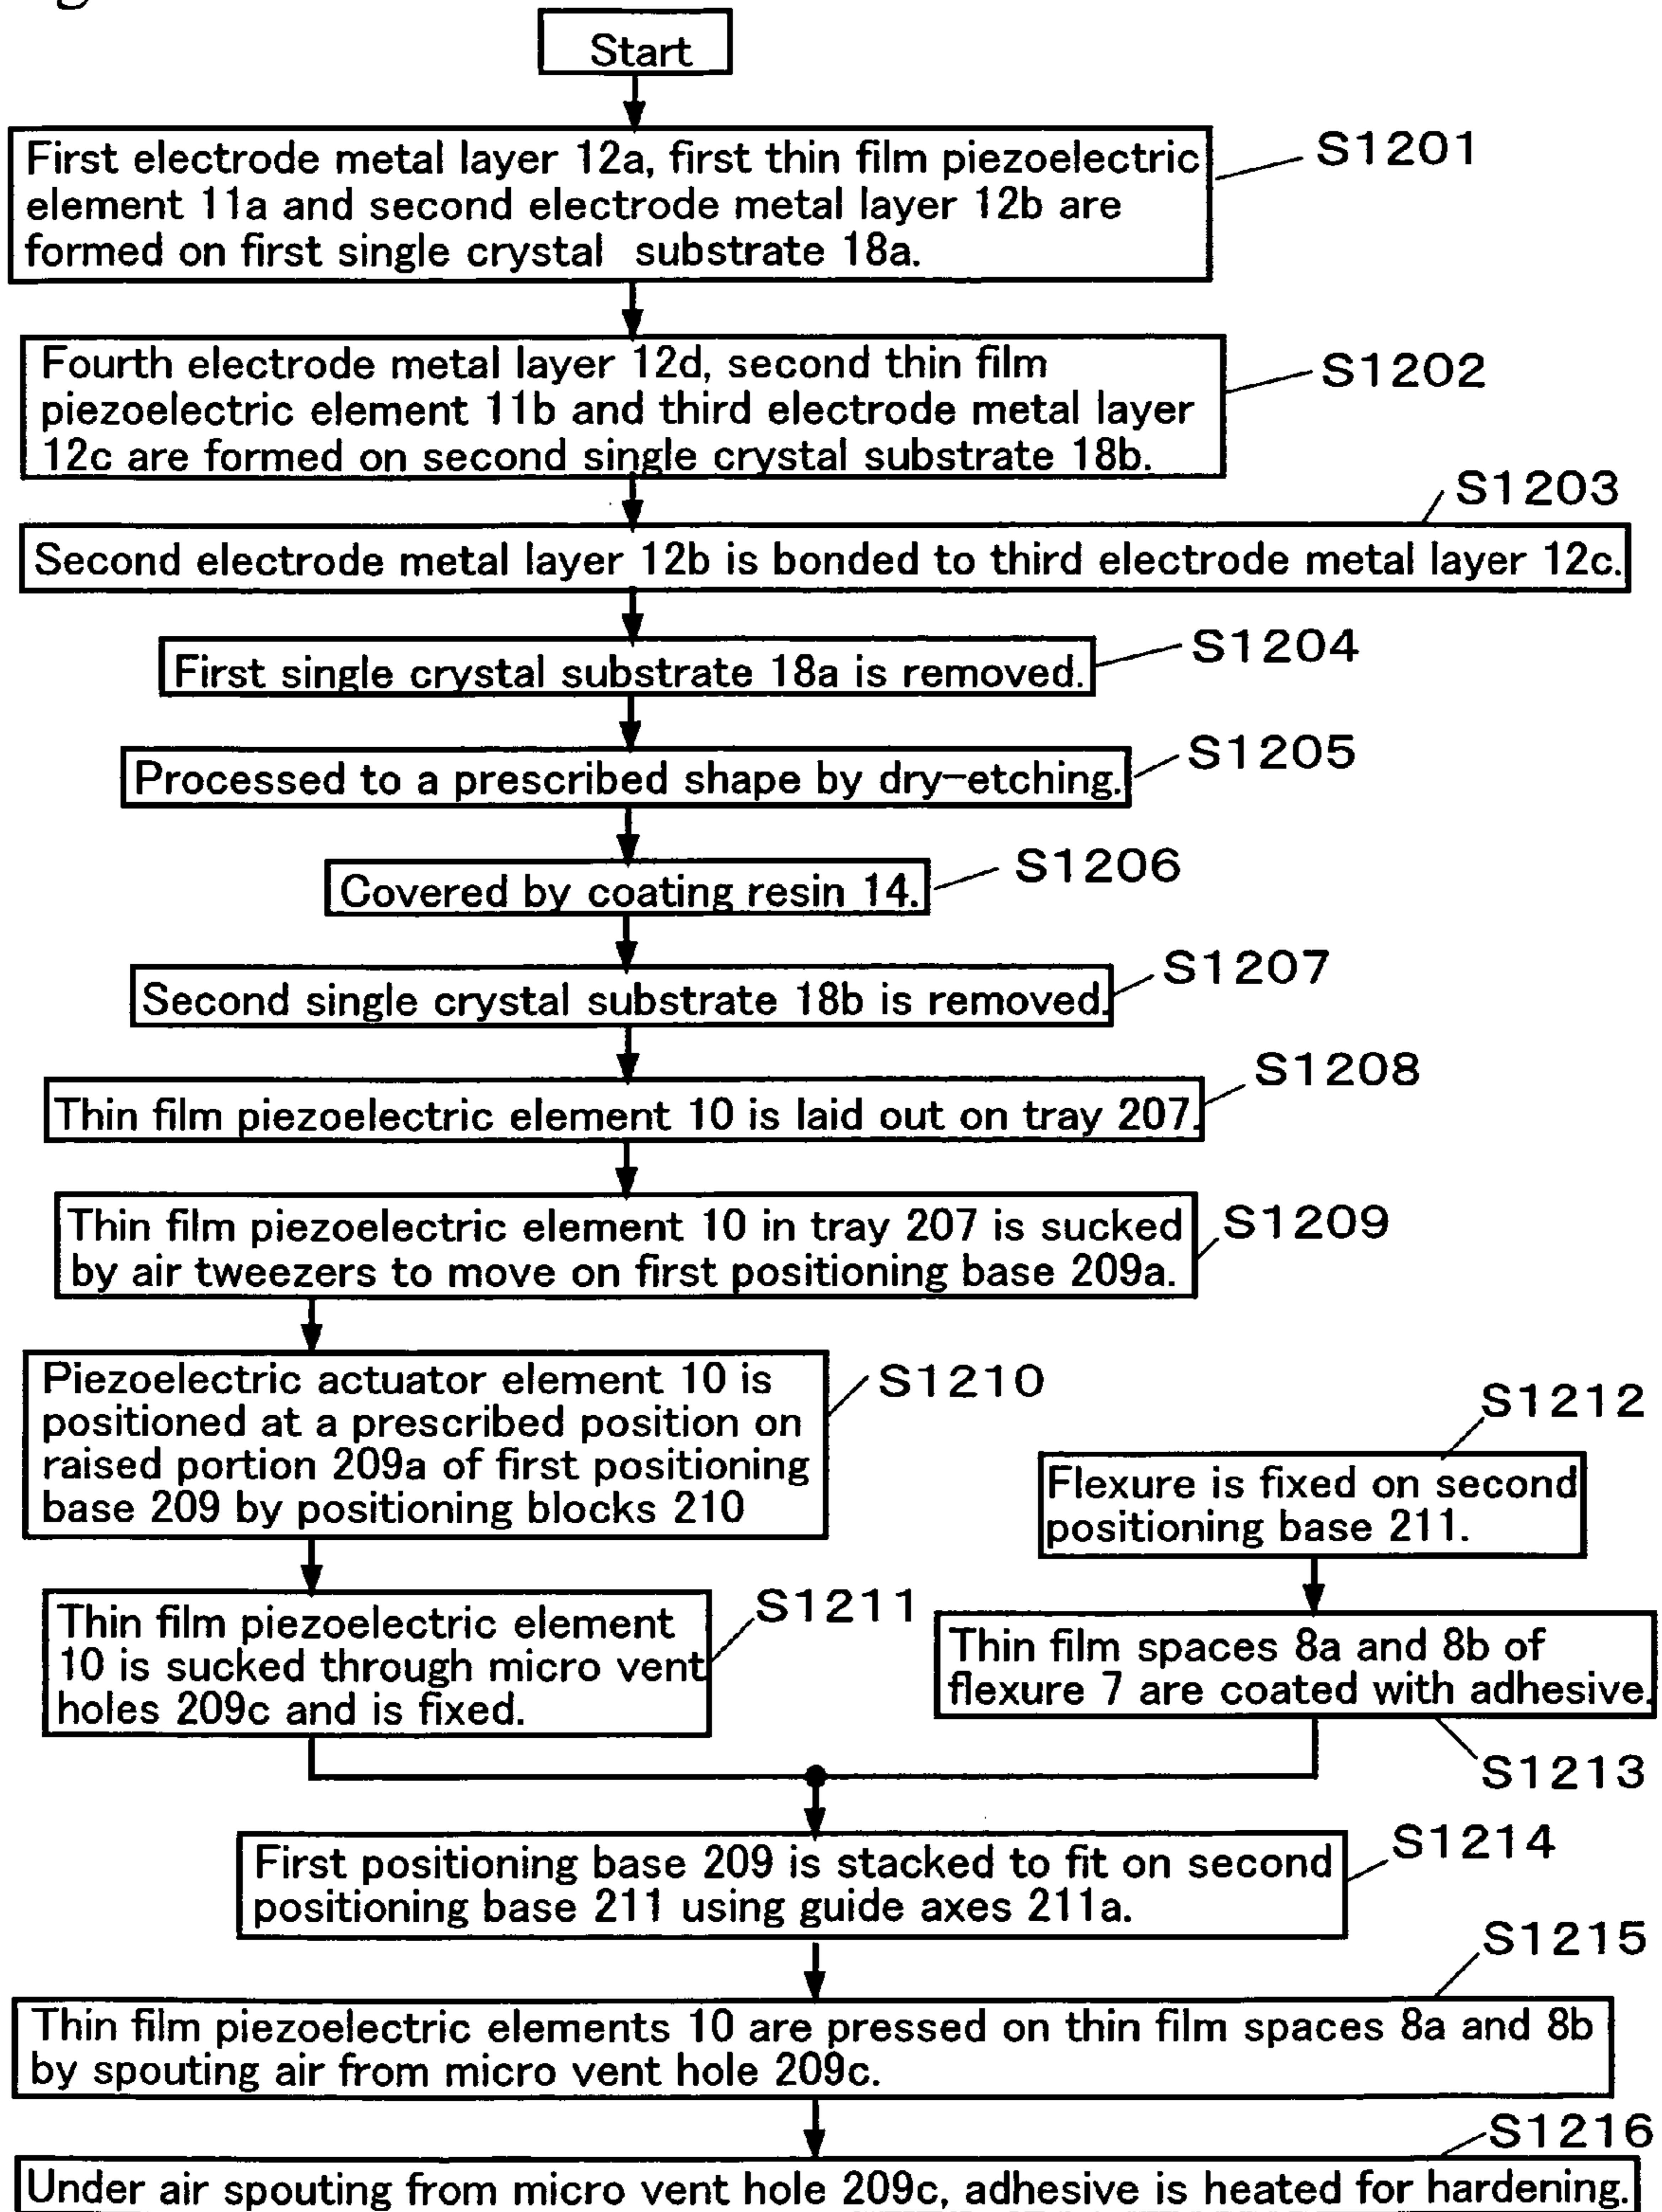 Start
First electrode metal layer 12a, first thin film piezoelectric
element 11a and second electrode metal layer 12b are
formed on first single crystal substrate 18a.
S1201
Fourth electrode metal layer 12d, second thin film
piezoelectric element 11b and third electrode metal layer
12c are formed on second single crystal substrate 18b.
S1202
S1203
Second electrode metal layer 12b is bonded to third electrode metal layer 12c.
First single crystal substrate 18a is removed.
S1204
Processed to a prescribed shape by dry-etching.
S1205
Covered by coating resin 14.
S1206
Second single crystal substrate 18b is removed.
S1207
Thin film piezoelectric element 10 is laid out on tray 207.
S1208
Thin film piezoelectric element 10 in tray 207 is sucked
by air tweezers to move on first positioning base 209a.
S1209
Piezoelectric actuator element 10 is
positioned at a prescribed position on
raised portion 209a of first positioning
base 209 by positioning blocks 210
S1210
Thin film piezoelectric element
10 is sucked through micro vent
holes 209c and is fixed.
S1211
S1212
Flexure is fixed on second
positioning base 211.
Thin film spaces 8a and 8b of
flexure 7 are coated with adhesive.
S1213
First positioning base 209 is stacked to fit on second
positioning base 211 using guide axes 211a.
S1214
S1215
Thin film piezoelectric elements 10 are pressed on thin film spaces 8a and 8b
by spouting air from micro vent hole 209c.
S1216
Under air spouting from micro vent hole 209c, adhesive is heated for hardening.